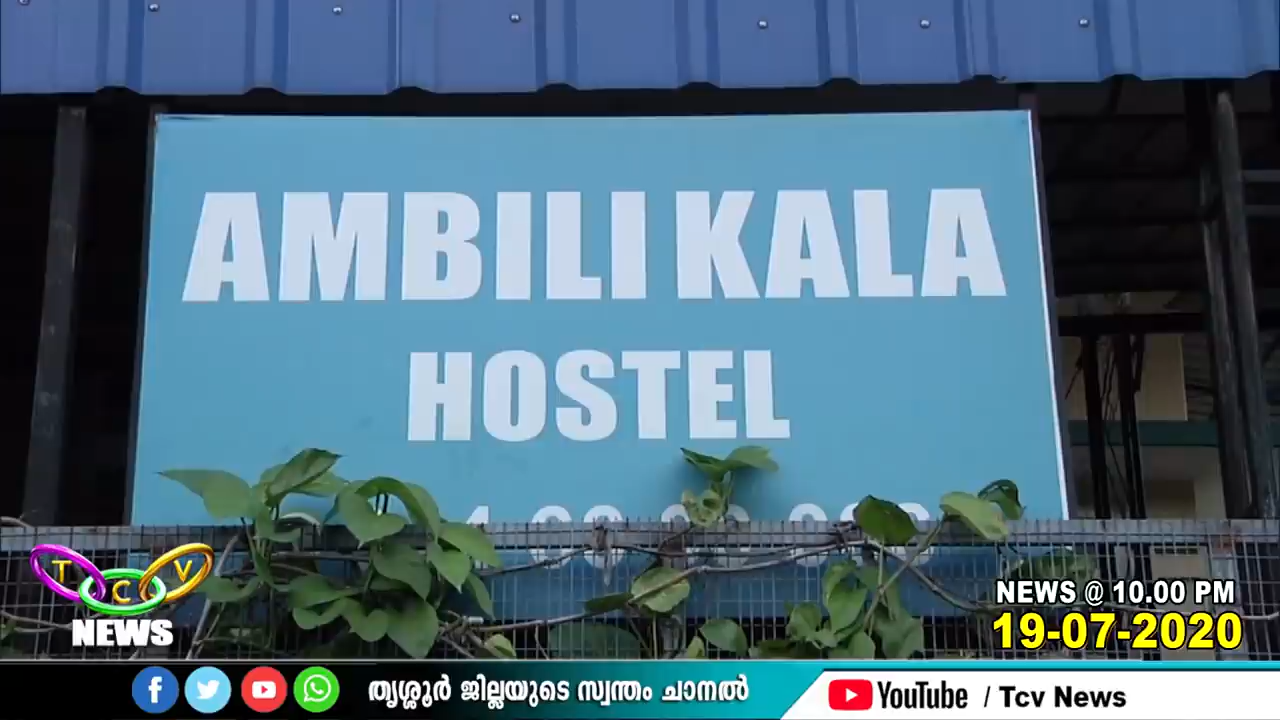 AMBILI KALA
HOSTEL
TCV
NEWS
NEWS @ 10.00 PM
19-07-2020
തൃശ്ശൂർ ജില്ലയുടെ സ്വന്തം ചാനൽ
YouTube / Tcv News